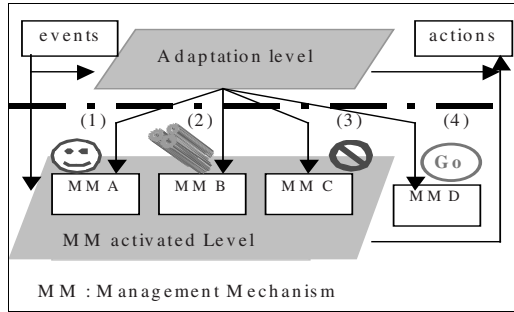 events
actions
Adaptation level
(1)
(2)
(3)
(4)
Go
MM A
MM B
MM C
MM D
MM activated Level
MM : Management Mechanism